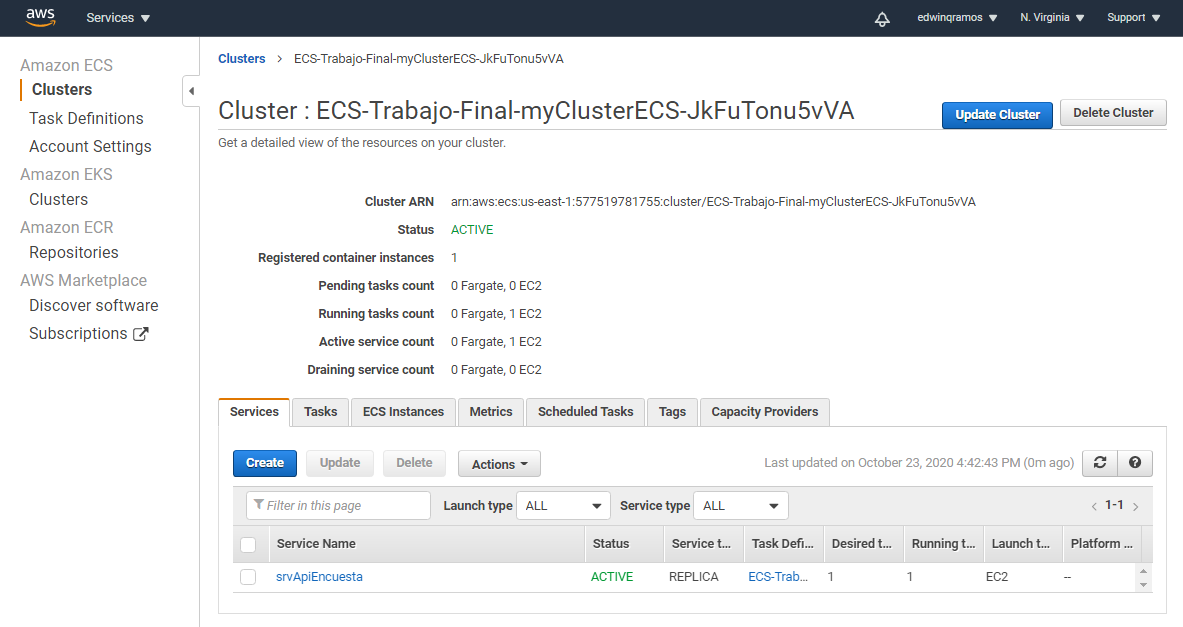 aws Services edwinqramos N. Virginia Support
Amazon ECS
Clusters
Task Definitions
Account Settings
Amazon EKS
Clusters
Amazon ECR
Repositories
AWS Marketplace
Discover software
Subscriptions
Clusters > ECS-Trabajo-Final-myClusterECS-JkFuTonu5vVA
Cluster : ECS-Trabajo-Final-myClusterECS-JkFuTonu5vVA
Update Cluster Delete Cluster
Get a detailed view of the resources on your cluster.
Cluster ARN arn:aws:ecs:us-east-1:577519781755:cluster/ECS-Trabajo-Final-myClusterECS-JkFuTonu5vVA
Status ACTIVE
Registered container instances 1
Pending tasks count 0 Fargate, 0 EC2
Running tasks count 0 Fargate, 1 EC2
Active service count 0 Fargate, 1 EC2
Draining service count 0 Fargate, 0 EC2
Services Tasks ECS Instances Metrics Scheduled Tasks Tags Capacity Providers
Create Update Delete Actions Last updated on October 23, 2020 4:42:43 PM (0m ago) ?
Filter in this page Launch type ALL Service type ALL < 1-1 >
Service Name Status Service t... Task Defi... Desired t... Running t... Launch t... Platform ...
srvApiEncuesta ACTIVE REPLICA ECS-Trab... 1 1 EC2 --